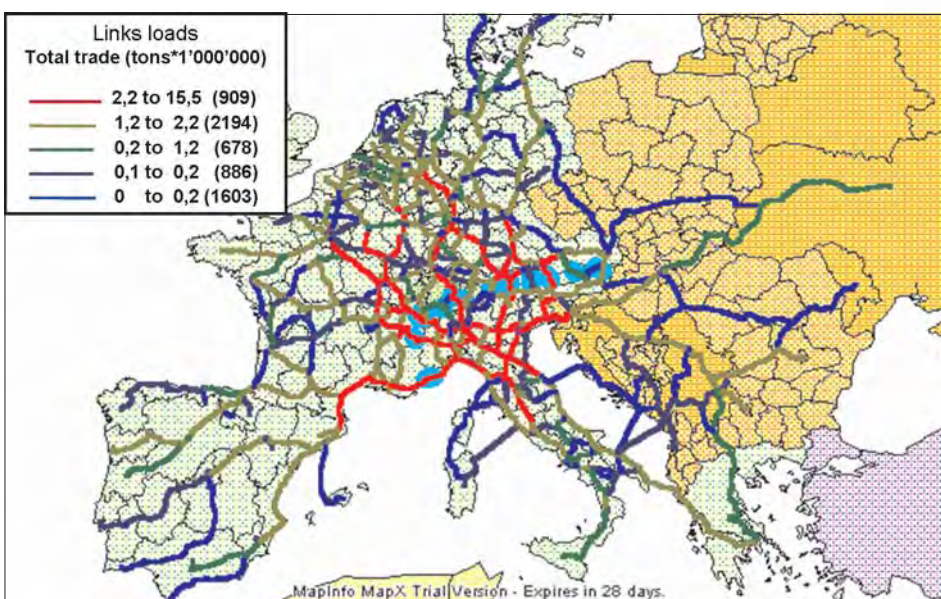 Links loads
Total trade (tons*1'000'000)
2,2 to 15,5 (909)
1,2 to 2,2 (2194)
0,2 to 1,2 (678)
0,1 to 0,2 (886)
0 to 0,2 (1603)
MapInfo MapX Trial Version - Expires in 28 days.